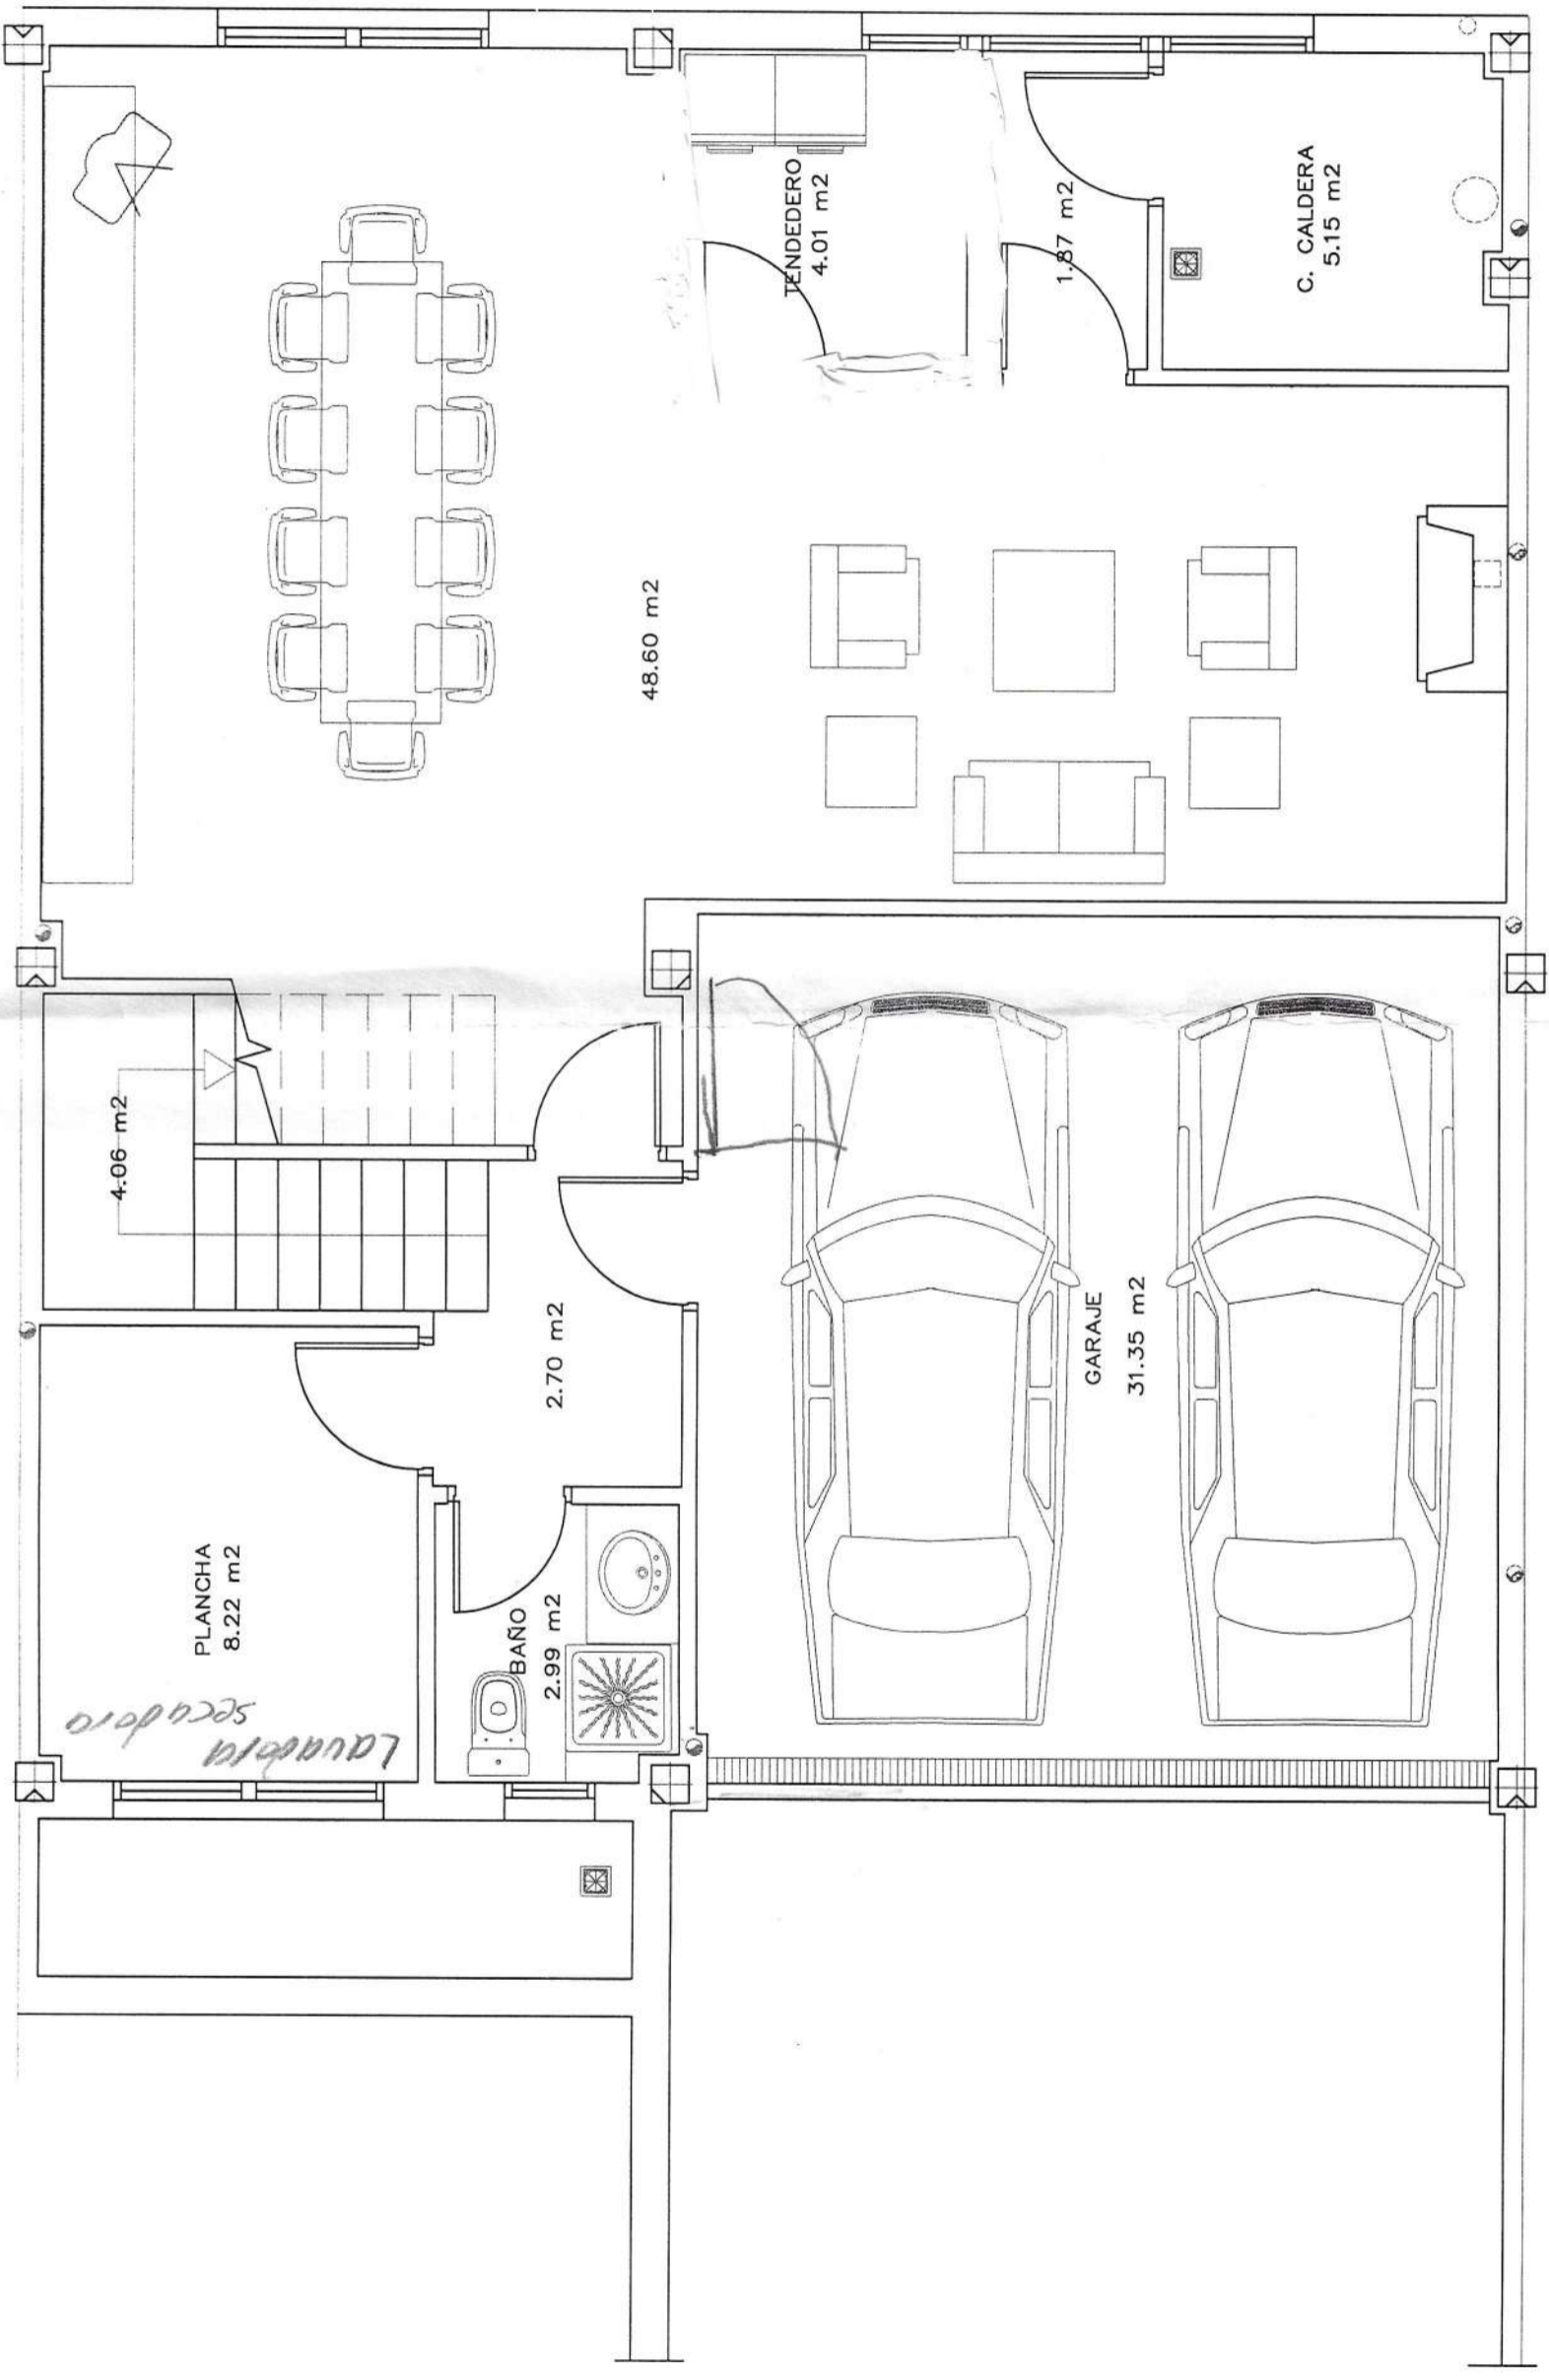 4.06 m2
48.60 m2
TENDEDERO
4.01 m2
1.87 m2
C. CALDERA
5.15 m2
PLANCHA
8.22 m2
Lavadora
secadora
2.70 m2
BAÑO
2.99 m2
GARAJE
31.35 m2